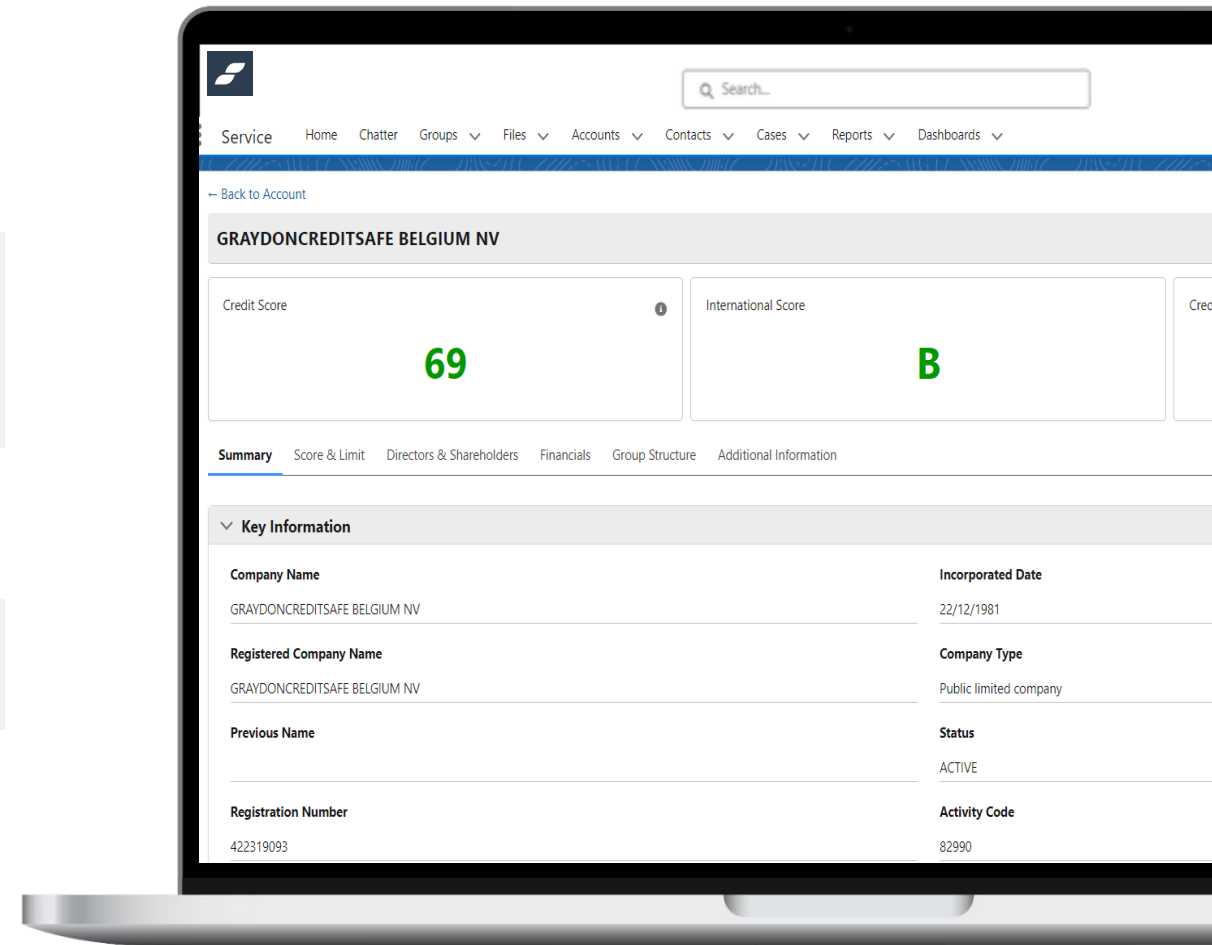 Search...
Service Home Chatter Groups Files Accounts Contacts Cases Reports Dashboards
← Back to Account
GRAYDONCREDITSAFE BELGIUM NV
Credit Score International Score Cred
69 B
Summary Score & Limit Directors & Shareholders Financials Group Structure Additional Information
Key Information
Company Name Incorporated Date
GRAYDONCREDITSAFE BELGIUM NV 22/12/1981
Registered Company Name Company Type
GRAYDONCREDITSAFE BELGIUM NV Public limited company
Previous Name Status
ACTIVE
Registration Number Activity Code
422319093 82990